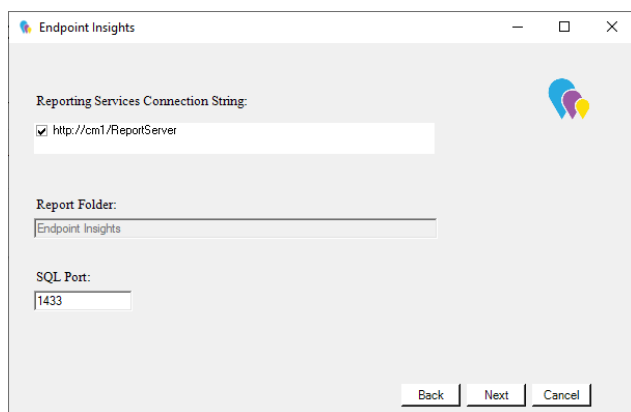 Endpoint Insights
Reporting Services Connection String:
http://cm1/ReportServer
Report Folder:
Endpoint Insights
SQL Port:
1433
Back Next Cancel